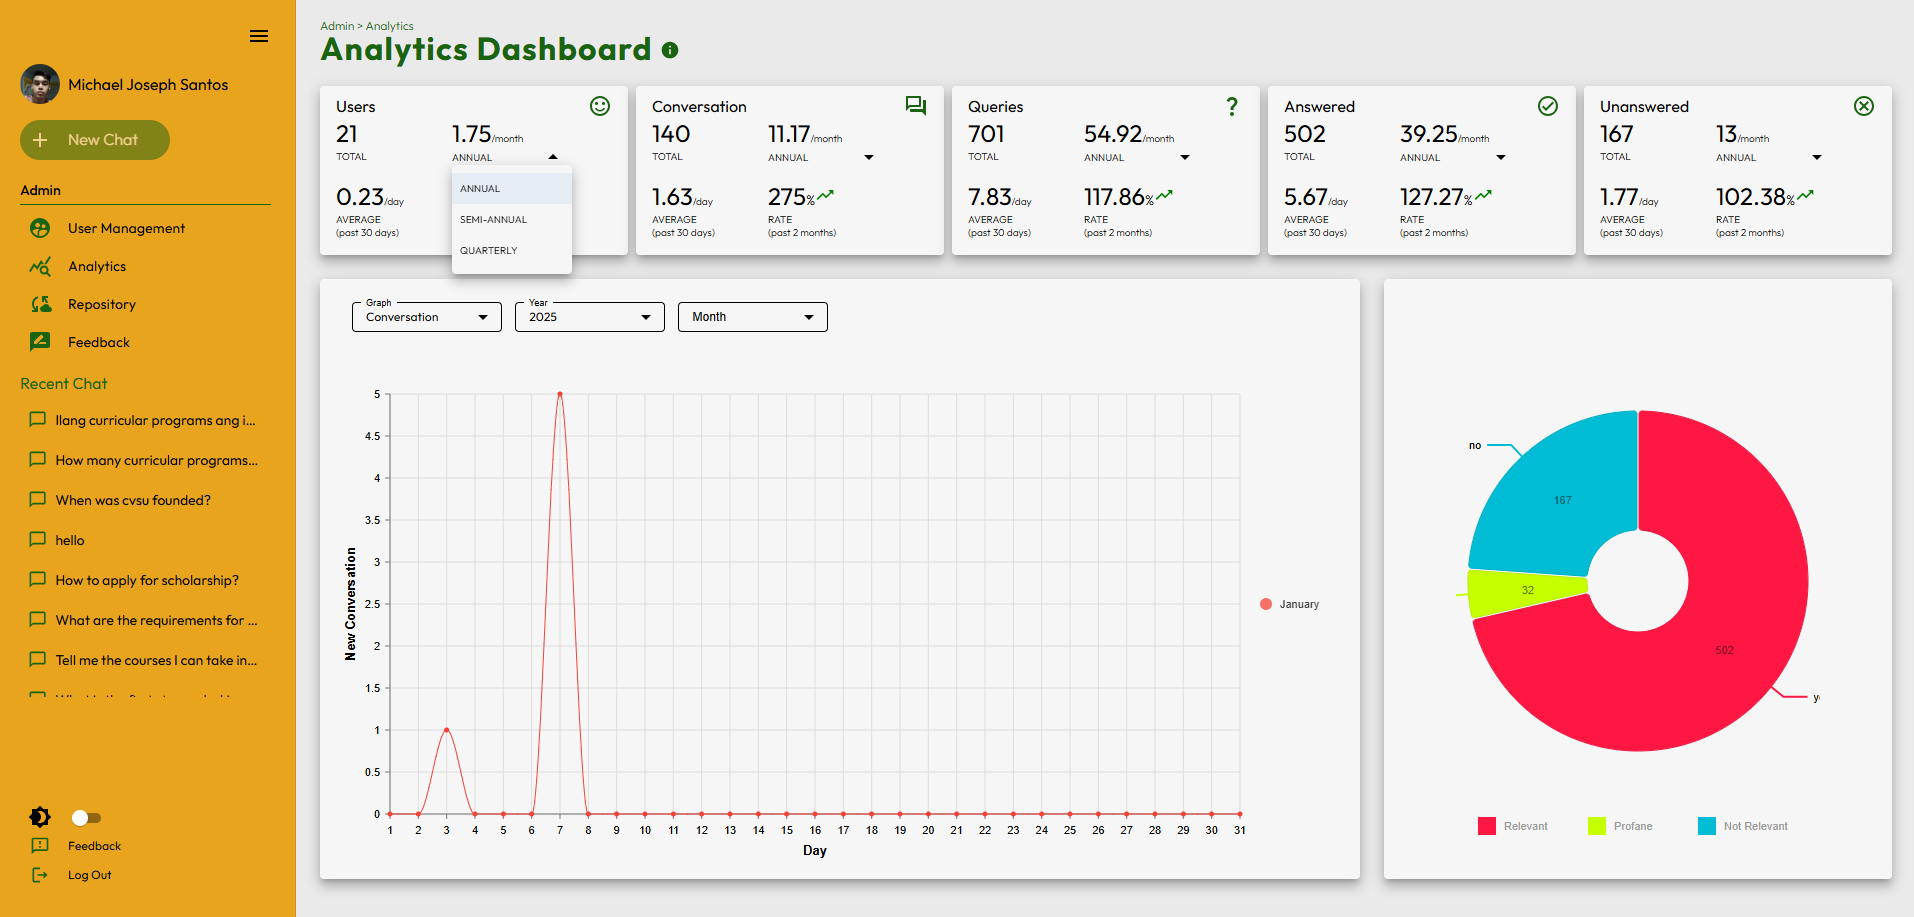 Michael Joseph Santos
New Chat
Admin
User Management
Analytics
Repository
Feedback
Recent Chat
Ilang curricular programs ang i...
How many curricular programs...
When was cvsu founded?
hello
How to apply for scholarship?
What are the requirements for ...
Tell me the courses I can take in...
Feedback
Log Out
Admin > Analytics
Analytics Dashboard
Users
21
TOTAL
1.75/month
ANNUAL
0.23/day
AVERAGE
(past 30 days)
ANNUAL
SEMI-ANNUAL
QUARTERLY
Conversation
140
TOTAL
11.17/month
ANNUAL
1.63/day
AVERAGE
(past 30 days)
275%
RATE
(past 2 months)
Queries
701
TOTAL
54.92/month
ANNUAL
7.83/day
AVERAGE
(past 30 days)
117.86%
RATE
(past 2 months)
Answered
502
TOTAL
39.25/month
ANNUAL
5.67/day
AVERAGE
(past 30 days)
127.27%
RATE
(past 2 months)
Unanswered
167
TOTAL
13/month
ANNUAL
1.77/day
AVERAGE
(past 30 days)
102.38%
RATE
(past 2 months)
Graph
Conversation
Year
2025
Month
New Conversation
5
4.5
4
3.5
3
2.5
2
1.5
1
0.5
0
1 2 3 4 5 6 7 8 9 10 11 12 13 14 15 16 17 18 19 20 21 22 23 24 25 26 27 28 29 30 31
Day
January
no
167
32
502
y
Relevant
Profane
Not Relevant